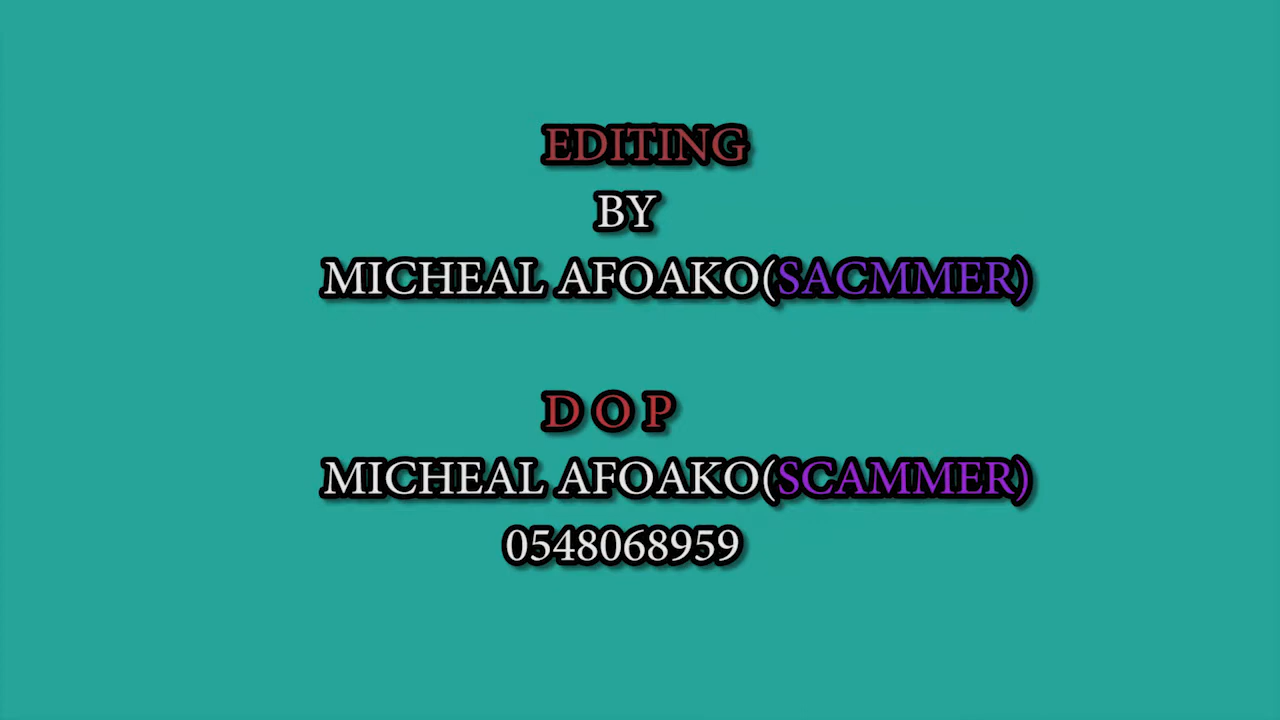 EDITING
BY
MICHEAL AFOAKO(SACMMER)
D O P
MICHEAL AFOAKO(SCAMMER)
0548068959